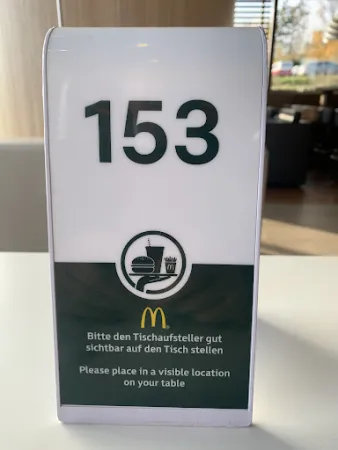 153
Bitte den Tischaufsteller gut
sichtbar auf den Tisch stellen
Please place in a visible location
on your table